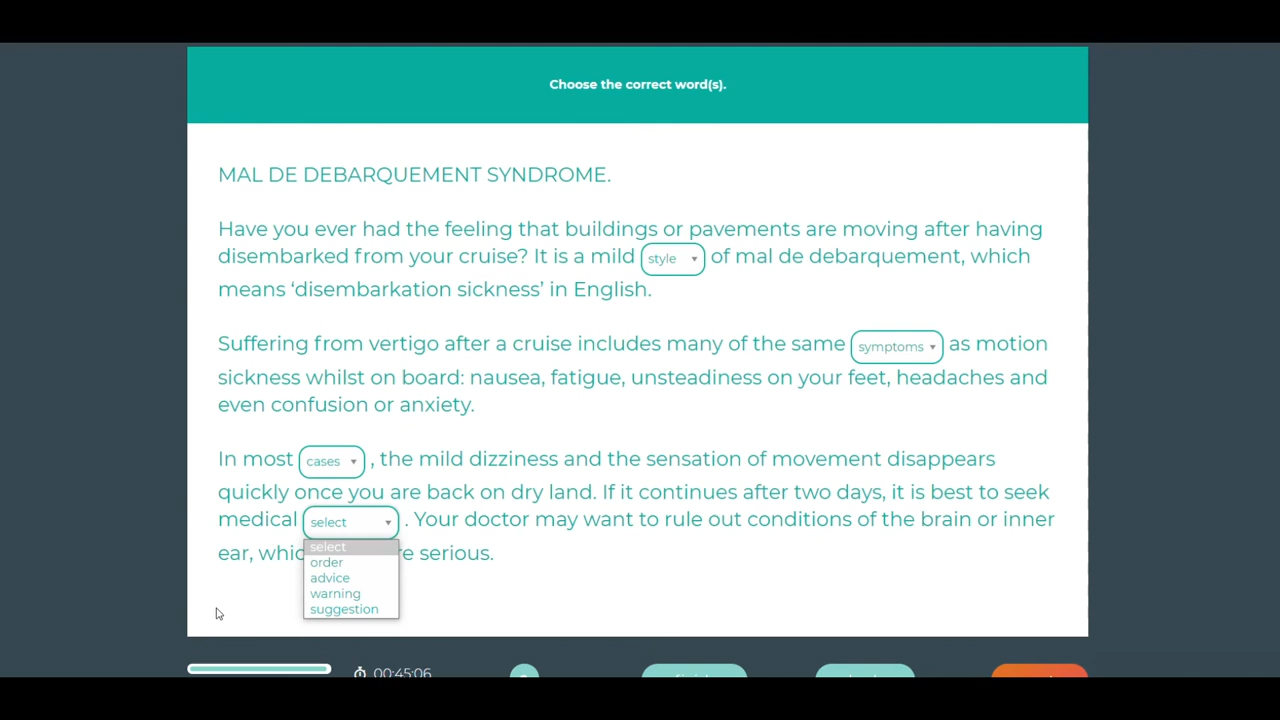 Choose the correct word(s).
MAL DE DEBARQUEMENT SYNDROME.
Have you ever had the feeling that buildings or pavements are moving after having
disembarked from your cruise? It is a mild style of mal de debarquement, which
means ‘disembarkation sickness’ in English.
Suffering from vertigo after a cruise includes many of the same symptoms as motion
sickness whilst on board: nausea, fatigue, unsteadiness on your feet, headaches and
even confusion or anxiety.
In most cases , the mild dizziness and the sensation of movement disappears
quickly once you are back on dry land. If it continues after two days, it is best to seek
medical select . Your doctor may want to rule out conditions of the brain or inner
ear, serious.
select
order
advice
warning
suggestion
00:45:06